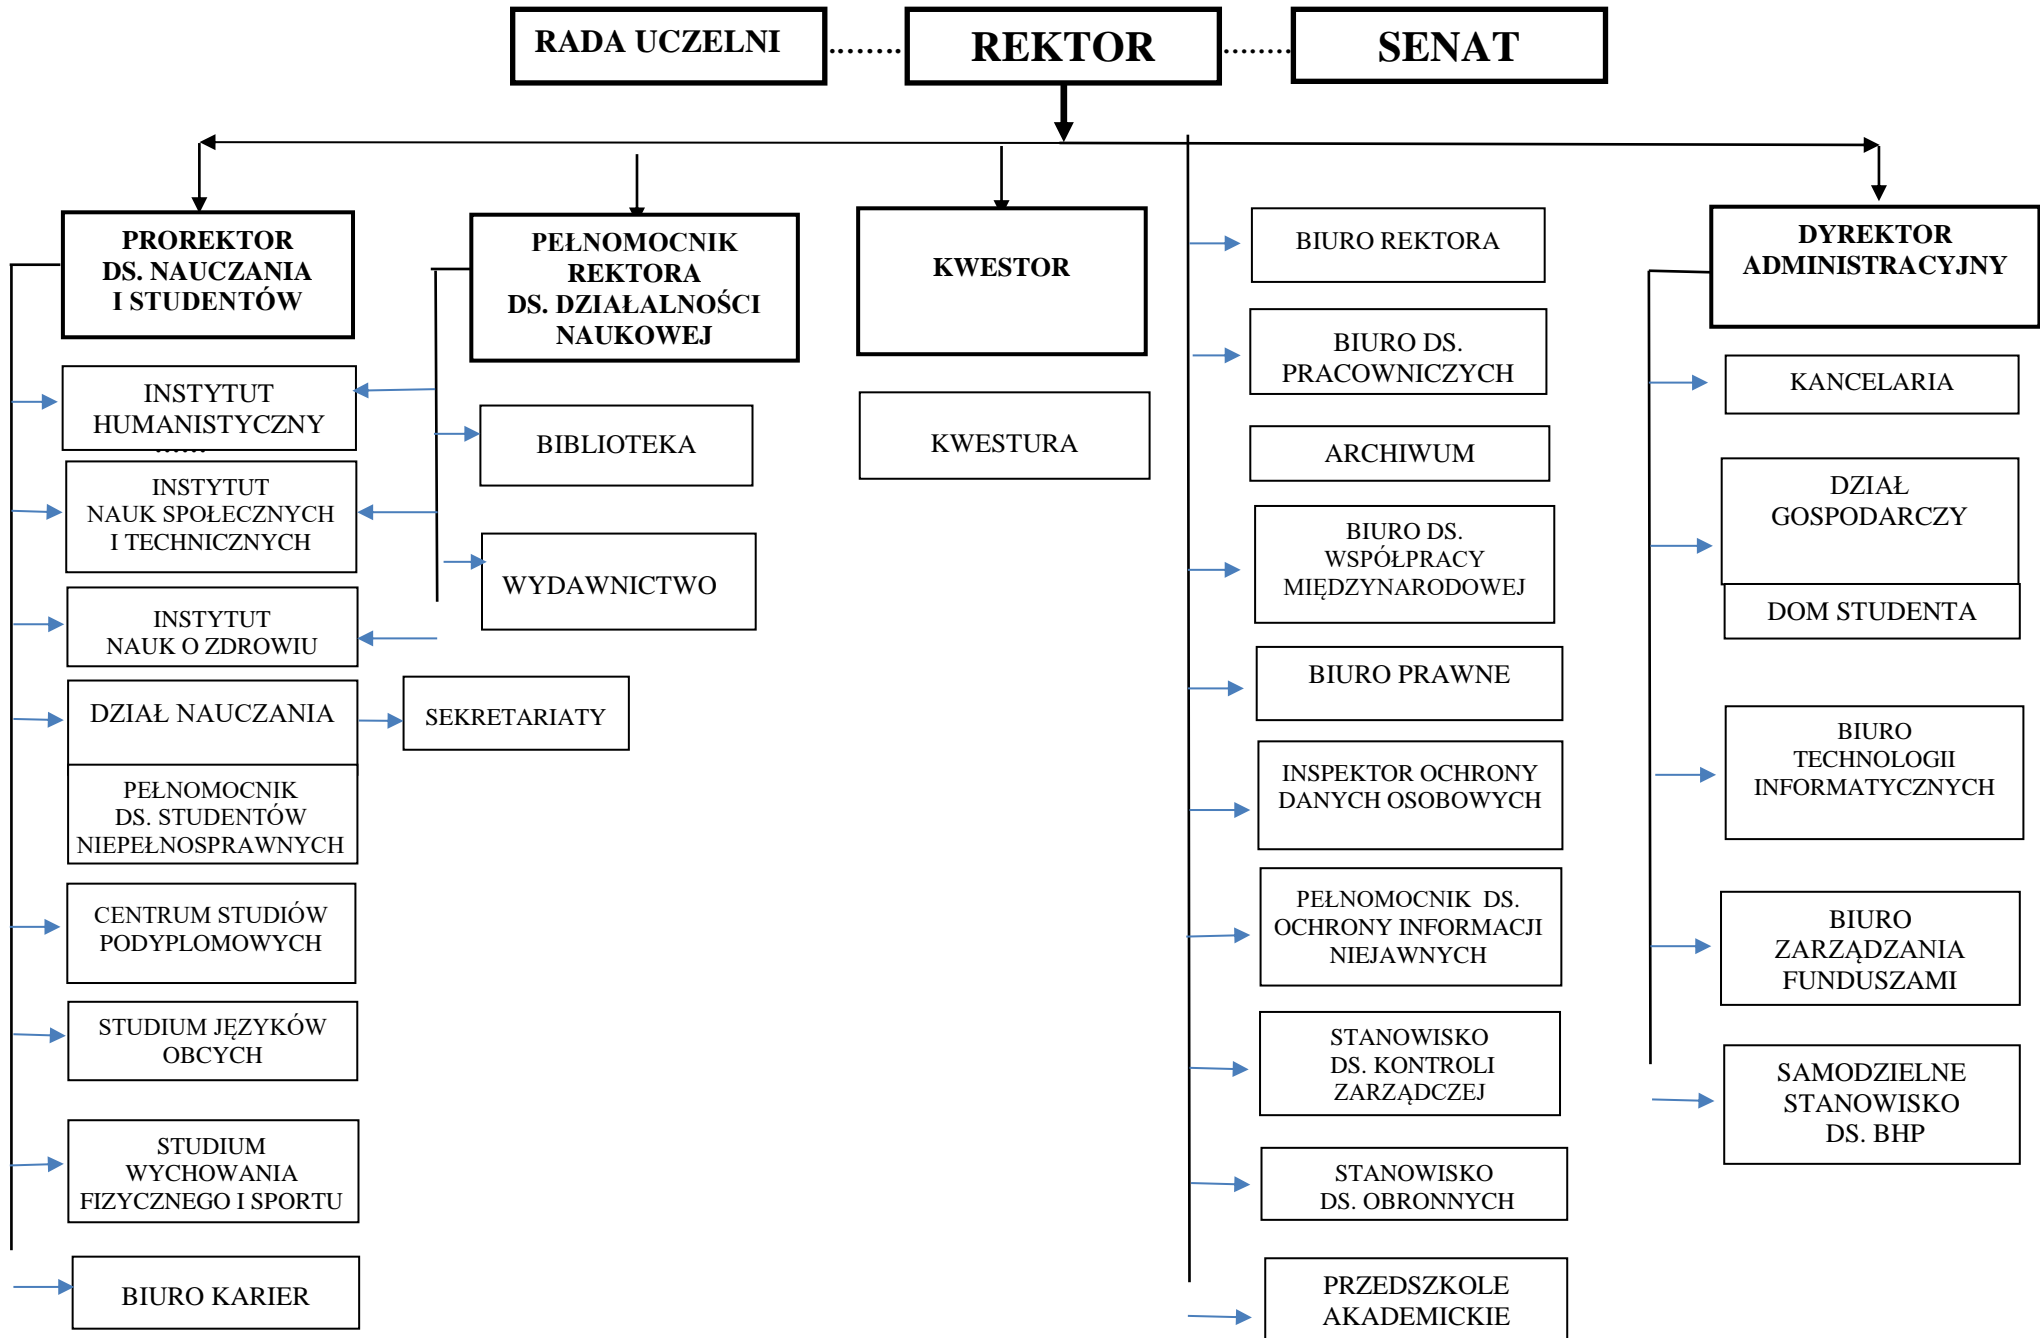 RADA UCZELNI
........
REKTOR
........
SENAT
PROREKTOR
DS. NAUCZANIA
I STUDENTÓW
INSTYTUT
HUMANISTYCZNY
......
INSTYTUT
NAUK SPOŁECZNYCH
I TECHNICZNYCH
INSTYTUT
NAUK O ZDROWIU
DZIAŁ NAUCZANIA
SEKRETARIATY
PEŁNOMOCNIK
DS. STUDENTÓW
NIEPEŁNOSPRAWNYCH
CENTRUM STUDIÓW
PODYPLOMOWYCH
STUDIUM JĘZYKÓW
OBCYCH
STUDIUM
WYCHOWANIA
FIZYCZNEGO I SPORTU
BIURO KARIER
PEŁNOMOCNIK
REKTORA
DS. DZIAŁALNOŚCI
NAUKOWEJ
BIBLIOTEKA
WYDAWNICTWO
KWESTOR
KWESTURA
BIURO REKTORA
BIURO DS.
PRACOWNICZYCH
ARCHIWUM
BIURO DS.
WSPÓŁPRACY
MIĘDZYNARODOWEJ
BIURO PRAWNE
INSPEKTOR OCHRONY
DANYCH OSOBOWYCH
PEŁNOMOCNIK DS.
OCHRONY INFORMACJI
NIEJAWNYCH
STANOWISKO
DS. KONTROLI
ZARZĄDCZEJ
STANOWISKO
DS. OBRONNYCH
PRZEDSZKOLE
AKADEMICKIE
DYREKTOR
ADMINISTRACYJNY
KANCELARIA
DZIAŁ
GOSPODARCZY
DOM STUDENTA
BIURO
TECHNOLOGII
INFORMATYCZNYCH
BIURO
ZARZĄDZANIA
FUNDUSZAMI
SAMODZIELNE
STANOWISKO
DS. BHP